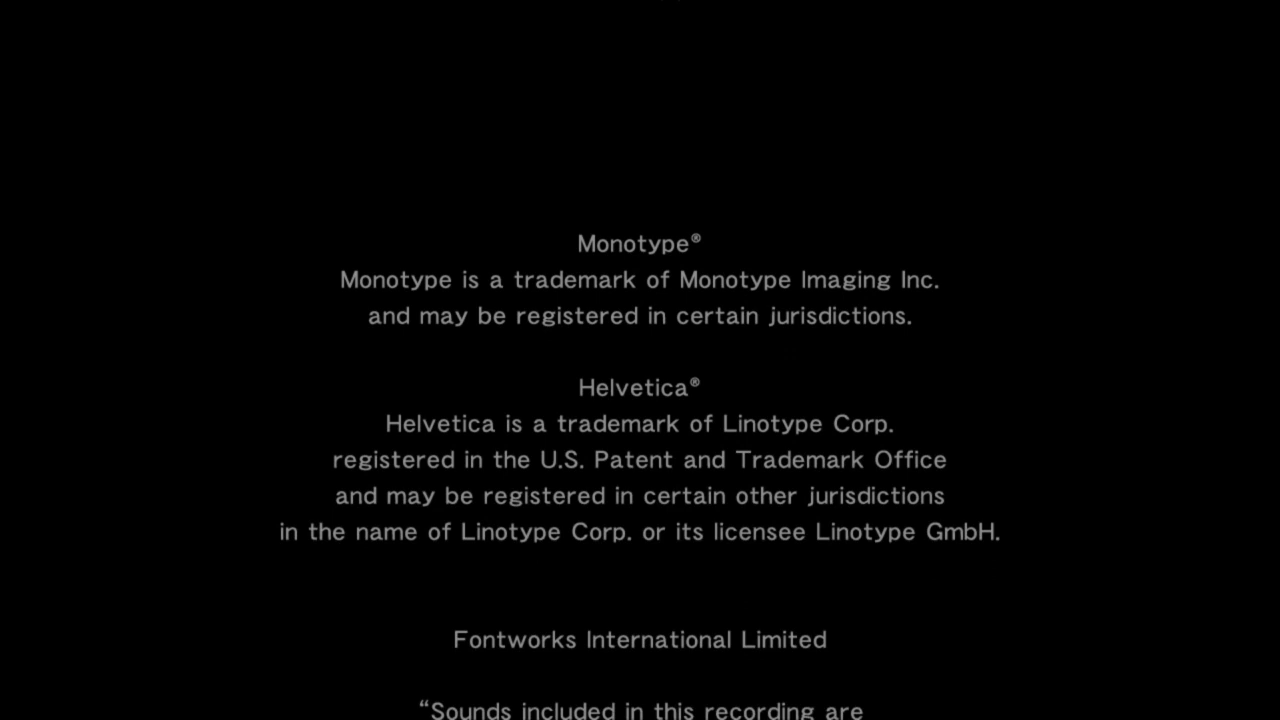 Monotype®
Monotype is a trademark of Monotype Imaging Inc.
and may be registered in certain jurisdictions.
Helvetica®
Helvetica is a trademark of Linotype Corp.
registered in the U.S. Patent and Trademark Office
and may be registered in certain other jurisdictions
in the name of Linotype Corp. or its licensee Linotype GmbH.
Fontworks International Limited
“Sounds included in this recording are